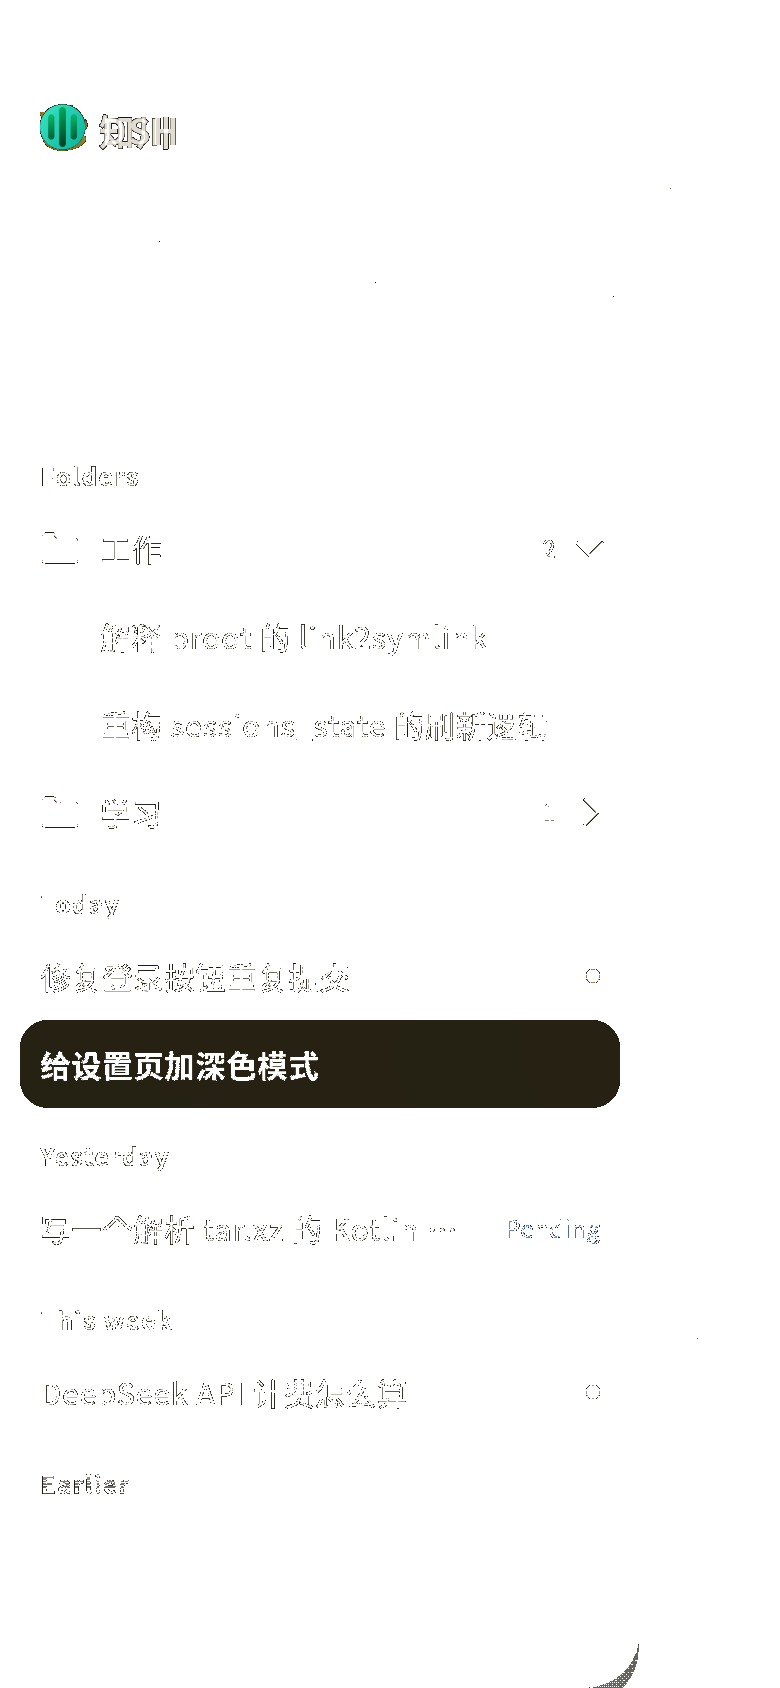 知SH
Folders
工作 2
解释 proot 的 link2symlink
重构 sessions_state 的刷新逻辑
学习 1
Today
修复登录按钮重复提交
给设置页加深色模式
Yesterday
写一个解析 tar.xz 的 Kotlin … Pending
This week
DeepSeek API 计费怎么算
Earlier